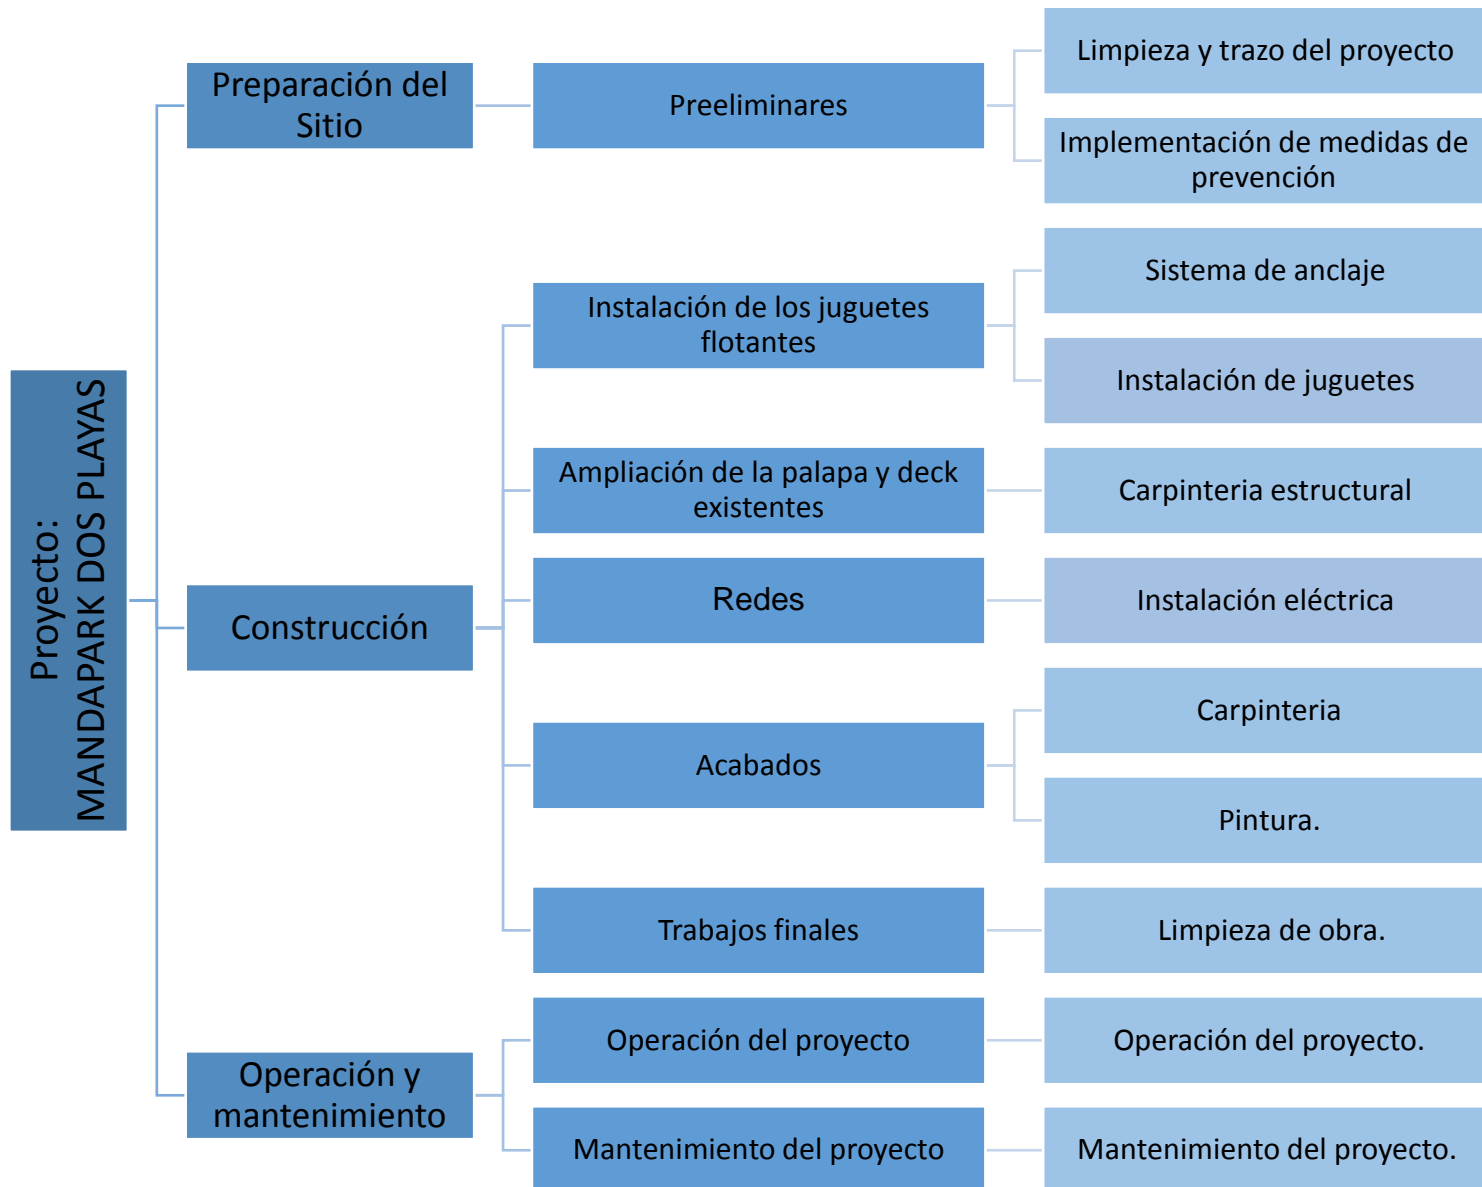 Proyecto:
MANDAPARK DOS PLAYAS
Preparación del
Sitio
Preeliminares
Limpieza y trazo del proyecto
Implementación de medidas de
prevención
Construcción
Instalación de los juguetes
flotantes
Sistema de anclaje
Instalación de juguetes
Ampliación de la palapa y deck
existentes
Carpinteria estructural
Redes
Instalación eléctrica
Acabados
Carpinteria
Pintura.
Trabajos finales
Limpieza de obra.
Operación y
mantenimiento
Operación del proyecto
Operación del proyecto.
Mantenimiento del proyecto
Mantenimiento del proyecto.